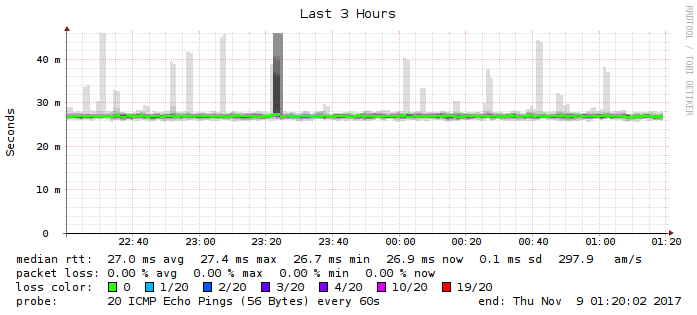 Last 3 Hours
RRDTOOL / TOBI OETIKER
Seconds
40 m
30 m
20 m
10 m
0
22:40 23:00 23:20 23:40 00:00 00:20 00:40 01:00 01:20
median rtt: 27.0 ms avg 27.4 ms max 26.7 ms min 26.9 ms now 0.1 ms sd 297.9 am/s
packet loss: 0.00 % avg 0.00 % max 0.00 % min 0.00 % now
loss color: 0 1/20 2/20 3/20 4/20 10/20 19/20
probe: 20 ICMP Echo Pings (56 Bytes) every 60s end: Thu Nov 9 01:20:02 2017